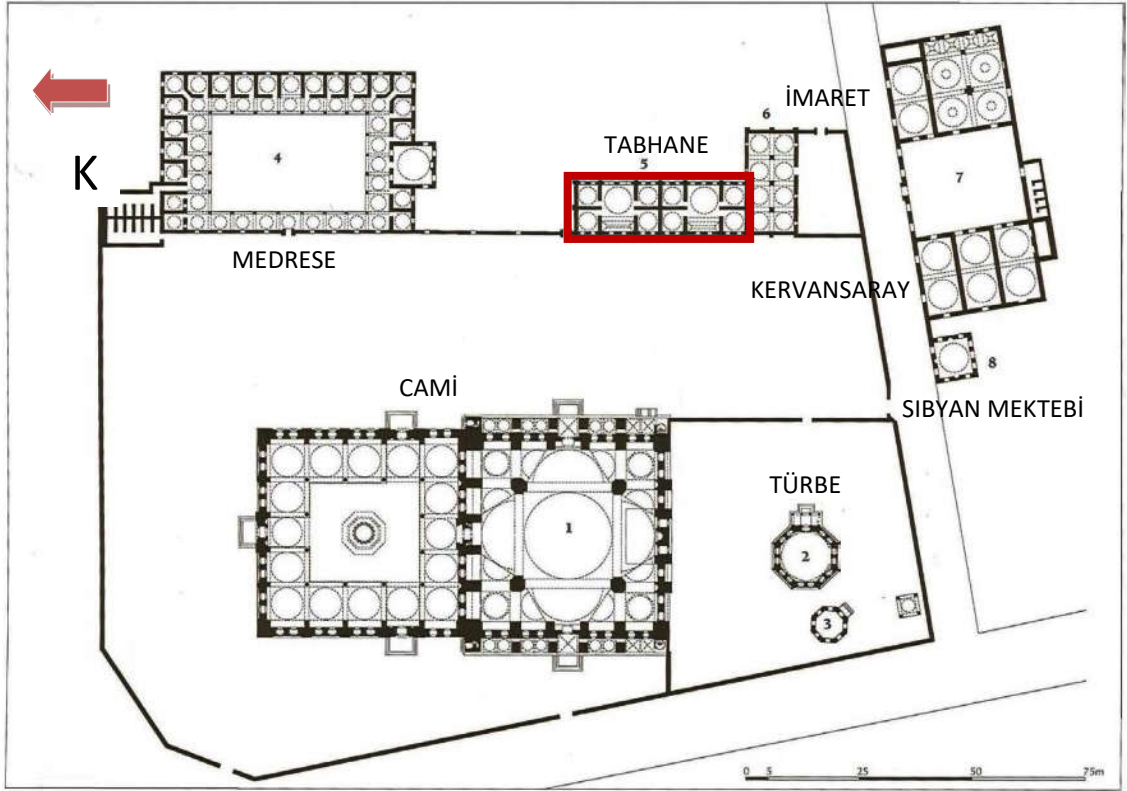 İMARET
6
TABHANE
5
4
7
K
MEDRESE
KERVANSARAY
8
CAMİ
SIBYAN MEKTEBİ
TÜRBE
1
2
3
0 5 25 50 75m